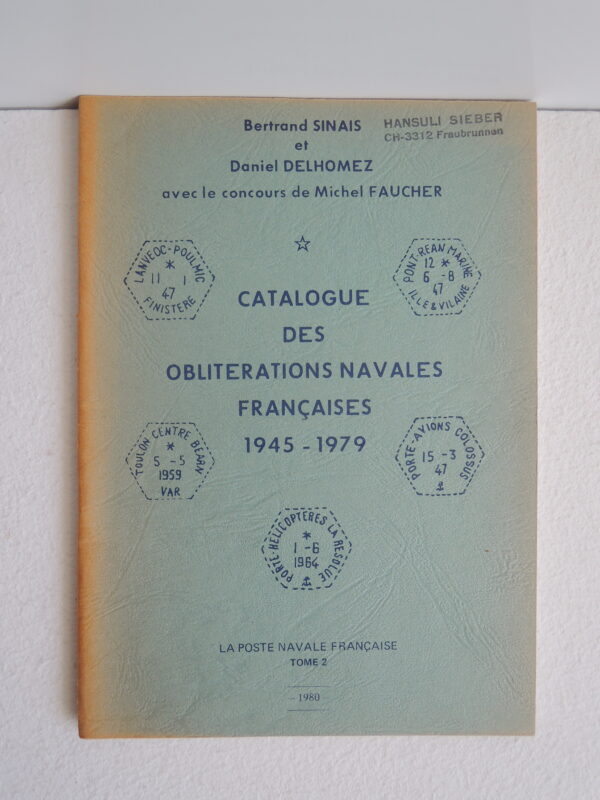 Bertrand SINAIS
et
Daniel DELHOMEZ
avec le concours de Michel FAUCHER
HANSULI SIEBER
CH-3312 Fraubrunnen
LANVEOC-POULMIC
*
11 1
47
FINISTERE
PONT-REAN MARINE
12 *
6 -8
47
ILLE & VILAINE
CATALOGUE
DES
OBLITERATIONS NAVALES
FRANÇAISES
1945 - 1979
TOULON CENTRE BEARN
*
5 -5
1959
VAR
PORTE-AVIONS COLOSSUS
15 -3
47
PORTE-HELICOPTERES LA RESOLUE
*
1 -6
1964
LA POSTE NAVALE FRANÇAISE
TOME 2
- 1980 -